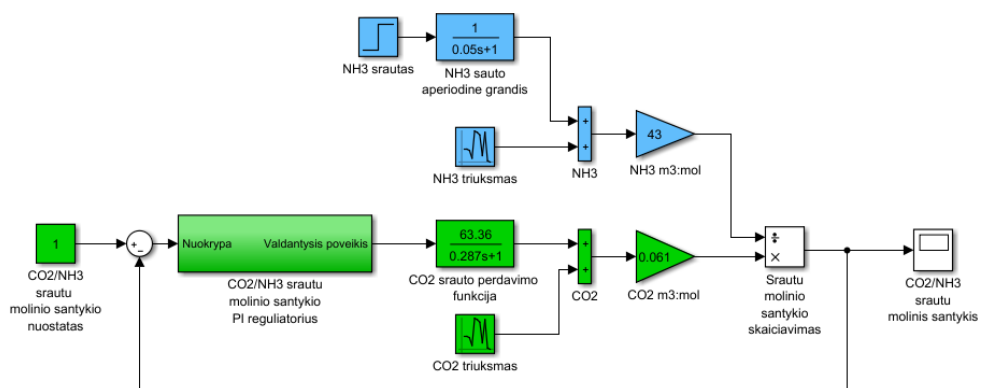 1
0.05s+1
NH3 srautas
NH3 sauto
aperiodine grandis
+
+
43
NH3 triuksmas
NH3
NH3 m3:mol
1
+
−
Nuokrypa
Valdantysis poveikis
63.36
0.287s+1
+
+
0.061
÷
×
CO2/NH3
srautu
molinio santykio
nuostatas
CO2/NH3 srautu
molinio santykio
PI reguliatorius
CO2 srauto perdavimo
funkcija
CO2
CO2 m3:mol
Srautu
molinio
santykio
skaiciavimas
CO2/NH3
srautu
molinis santykis
CO2 triuksmas